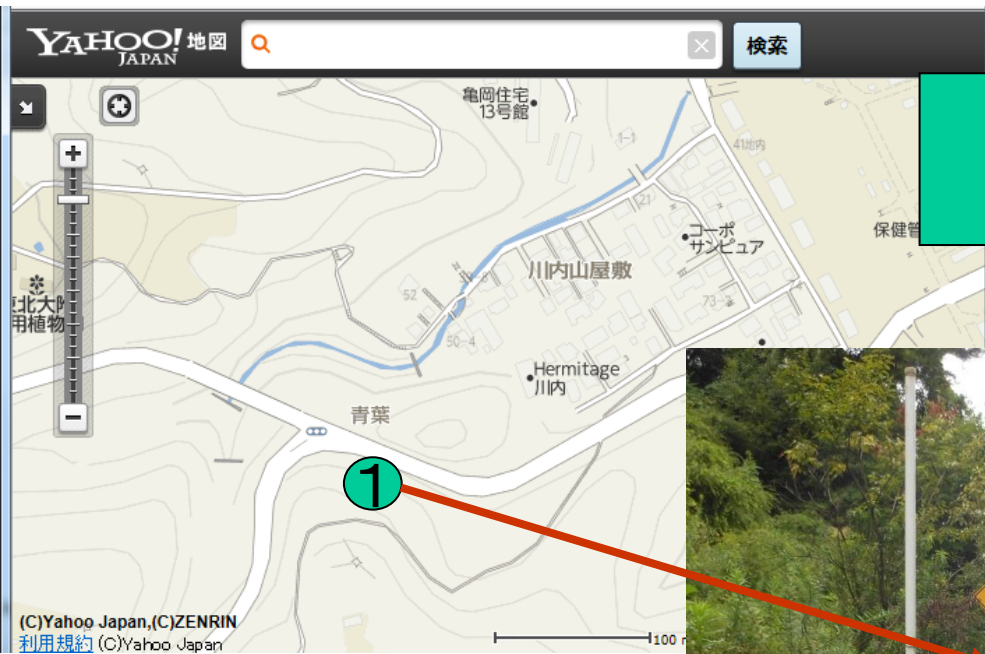 YAHOO! 地図
JAPAN
検索
亀岡住宅
13号館
1-1
41地内
21
コーポ
サンピュア
保健管
川内山屋敷
52
50-4
Hermitage
川内
青葉
北大附
用植物
1
(C)Yahoo Japan,(C)ZENRIN
利用規約 (C)Yahoo Japan
100 m